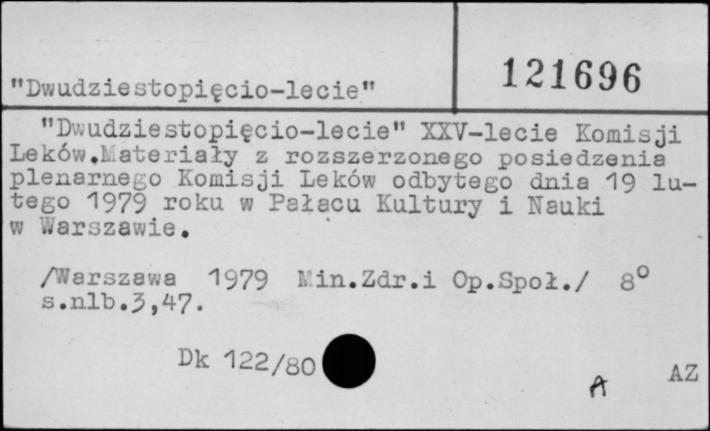 "Dwudziestopięcio-lecie"
121696
"Dwudziestopięcio-lecie" XXV-lecie Komisji
Leków.Materiały z rozszerzonego posiedzenia
plenarnego Komisji Leków odbytego dnia 19 lu-
tego 1979 roku w Pałacu Kultury i Nauki
w Warszawie.
/Warszawa 1979 Min.Zdr.i Op.Społ./ 8°
s.nlb.3,47.
Dk 122/80
A
AZ